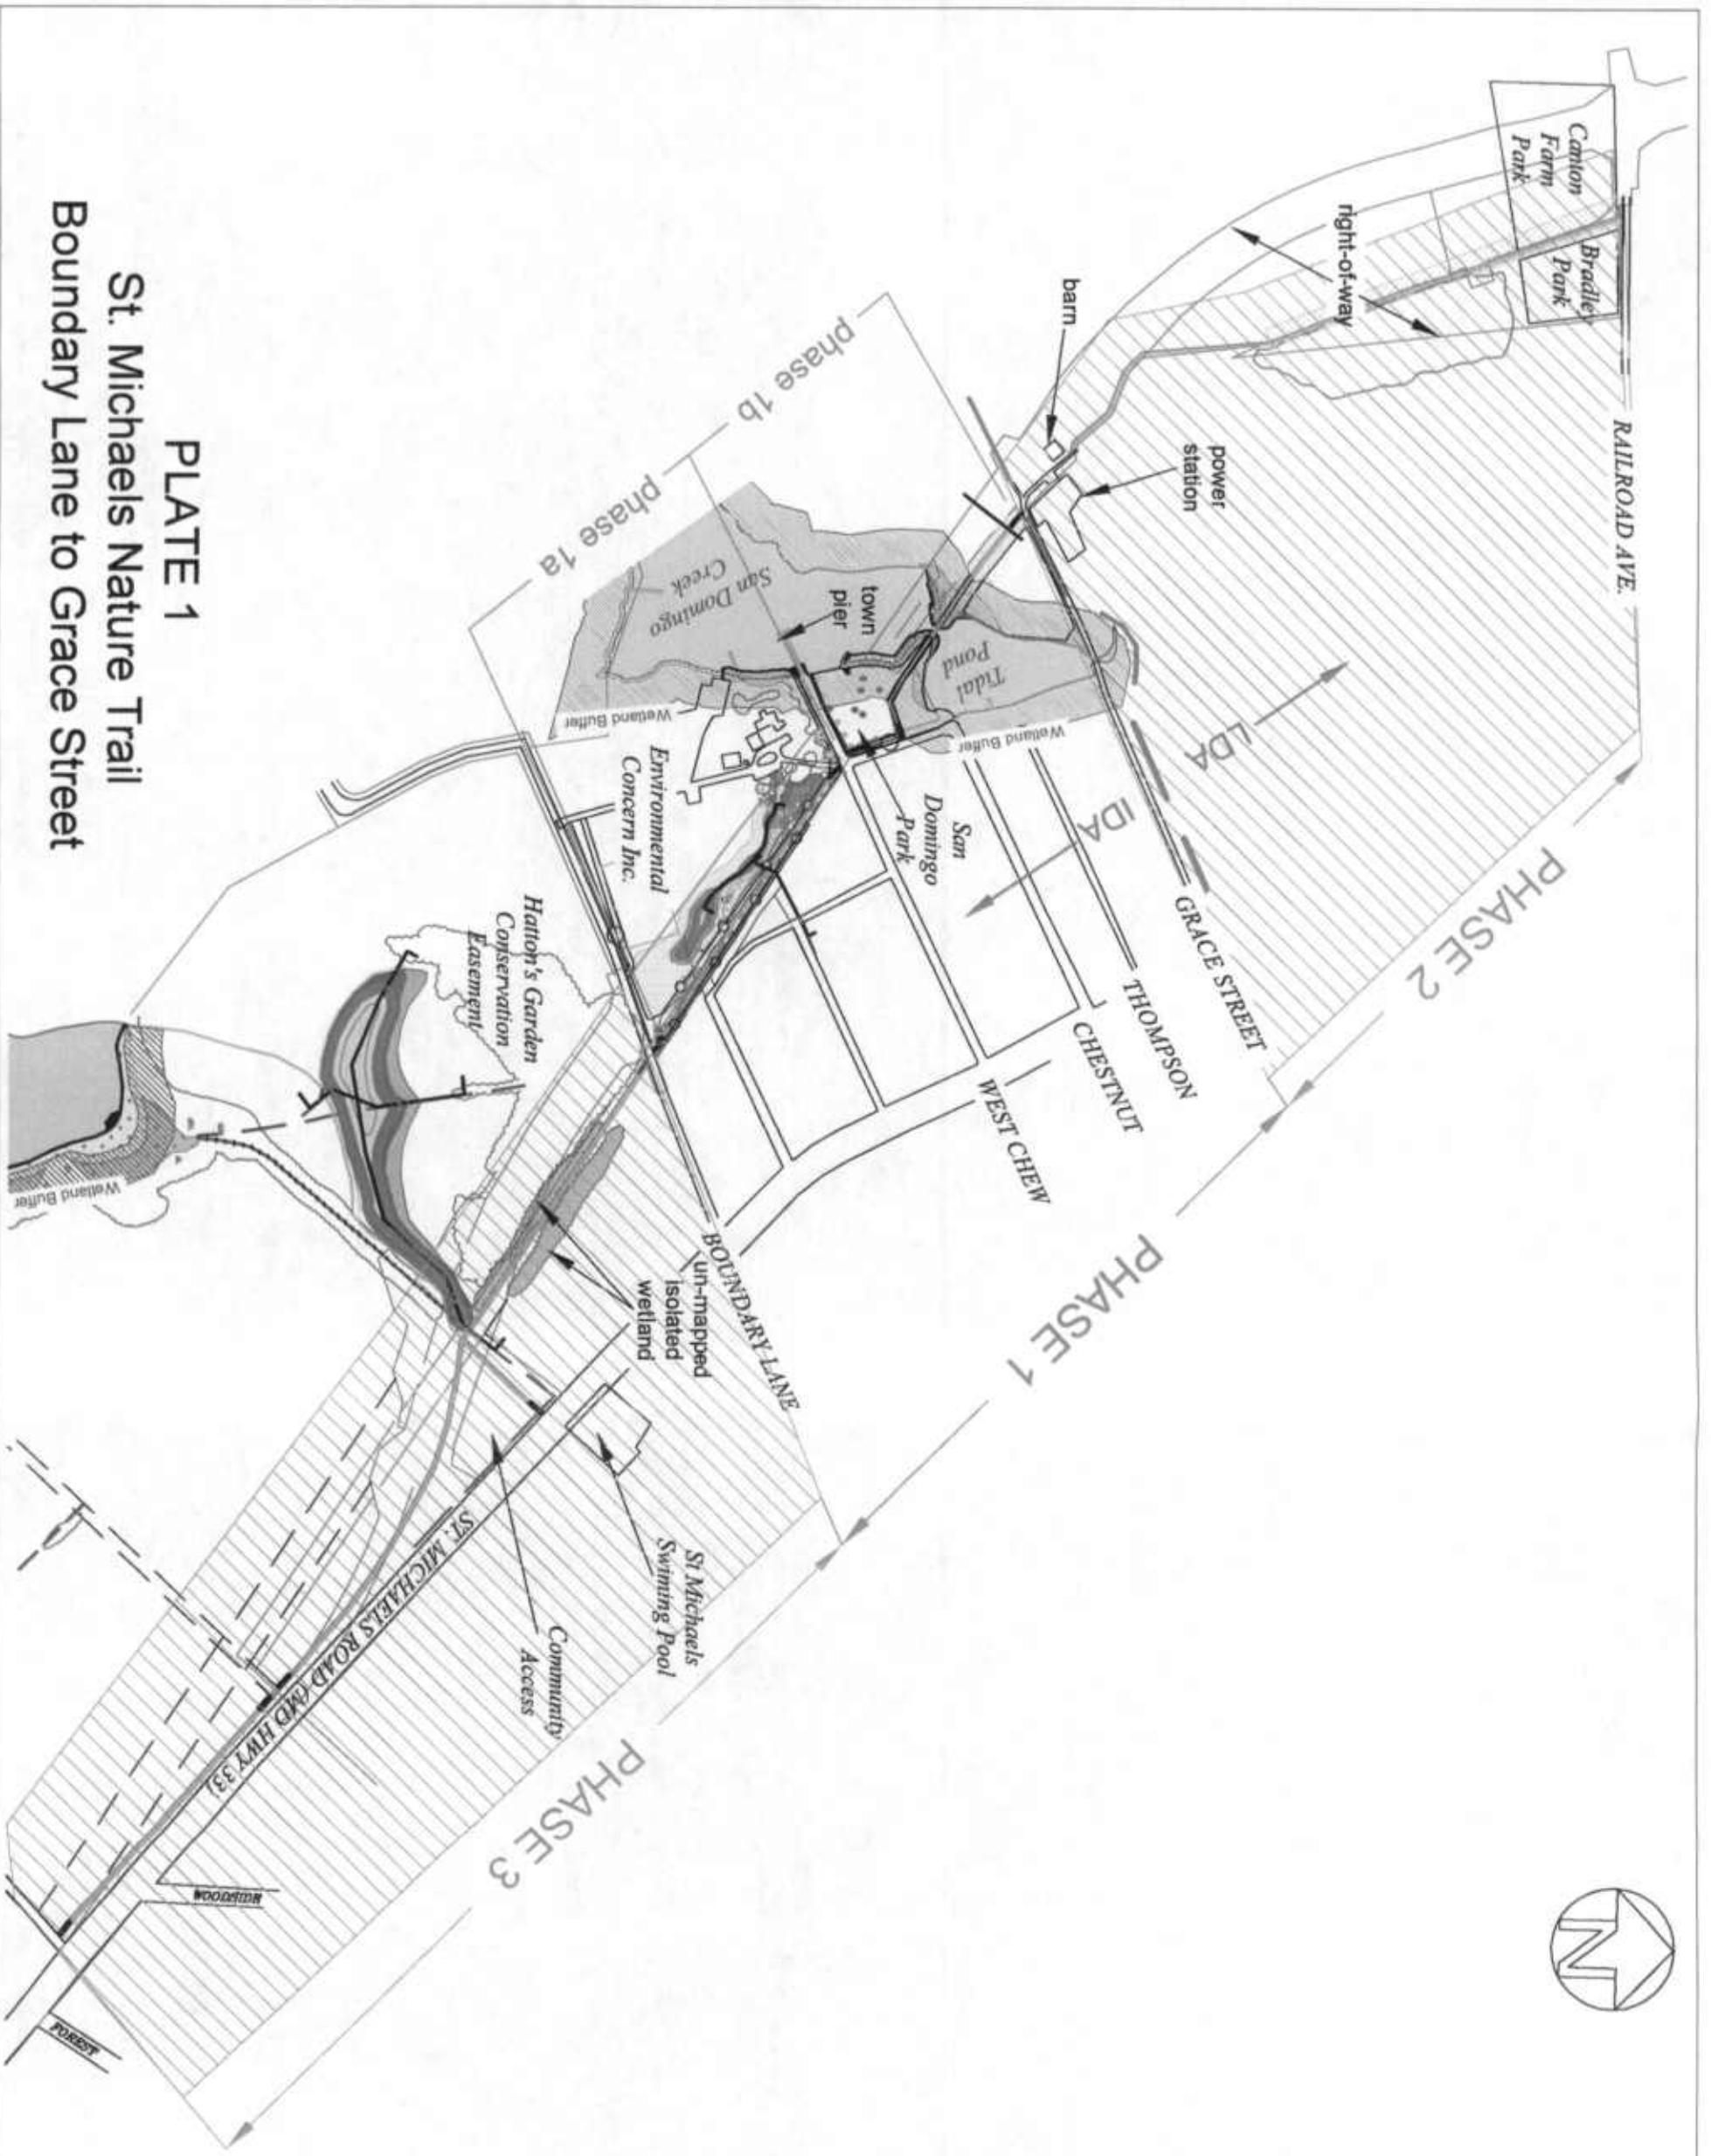 PLATE 1
St. Michaels Nature Trail
Boundary Lane to Grace Street
Canton
Farm
Park
Bradley
Park
RAILROAD AVE.
right-of-way
barn
power
station
phase 1b
phase 1a
San Domingo
Creek
town
pier
Tidal
Pond
Wetland Buffer
Wetland Buffer
LDA
IDA
San
Domingo
Park
Environmental
Concern Inc.
GRACE STREET
THOMPSON
CHESTNUT
WEST CHEW
BOUNDARY LANE
PHASE 2
PHASE 1
PHASE 3
Hatton's Garden
Conservation
Easement
Wetland Buffer
un-mapped
isolated
wetland
St Michaels
Swiming Pool
Community
Access
ST. MICHAELS ROAD (MD HWY 33)
WOODSIDE
FOREST
N